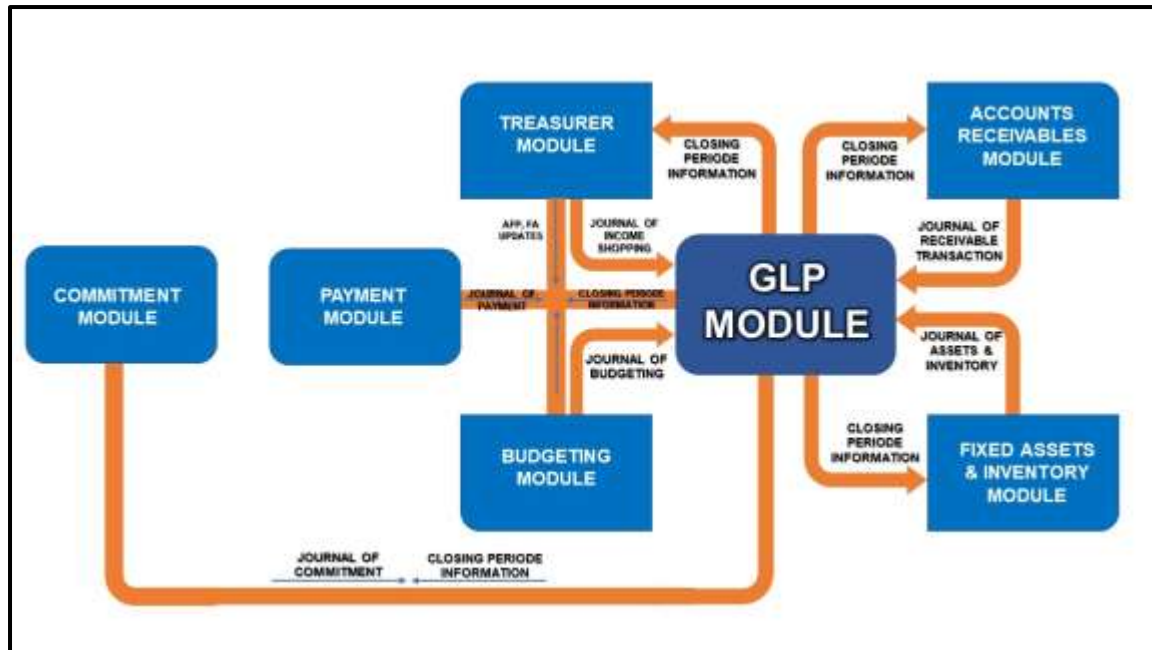 TREASURER
MODULE
ACCOUNTS
RECEIVABLES
MODULE
CLOSING
PERIODE
INFORMATION
CLOSING
PERIODE
INFORMATION
AFP, FA
UPDATES
JOURNAL OF
INCOME
SHOPPING
JOURNAL OF
RECEIVABLE
TRANSACTION
COMMITMENT
MODULE
PAYMENT
MODULE
JOURNAL OF
PAYMENT
CLOSING PERIODE
INFORMATION
GLP
MODULE
JOURNAL OF
BUDGETING
JOURNAL OF
ASSETS &
INVENTORY
BUDGETING
MODULE
CLOSING
PERIODE
INFORMATION
FIXED ASSETS
& INVENTORY
MODULE
JOURNAL OF
COMMITMENT
CLOSING PERIODE
INFORMATION